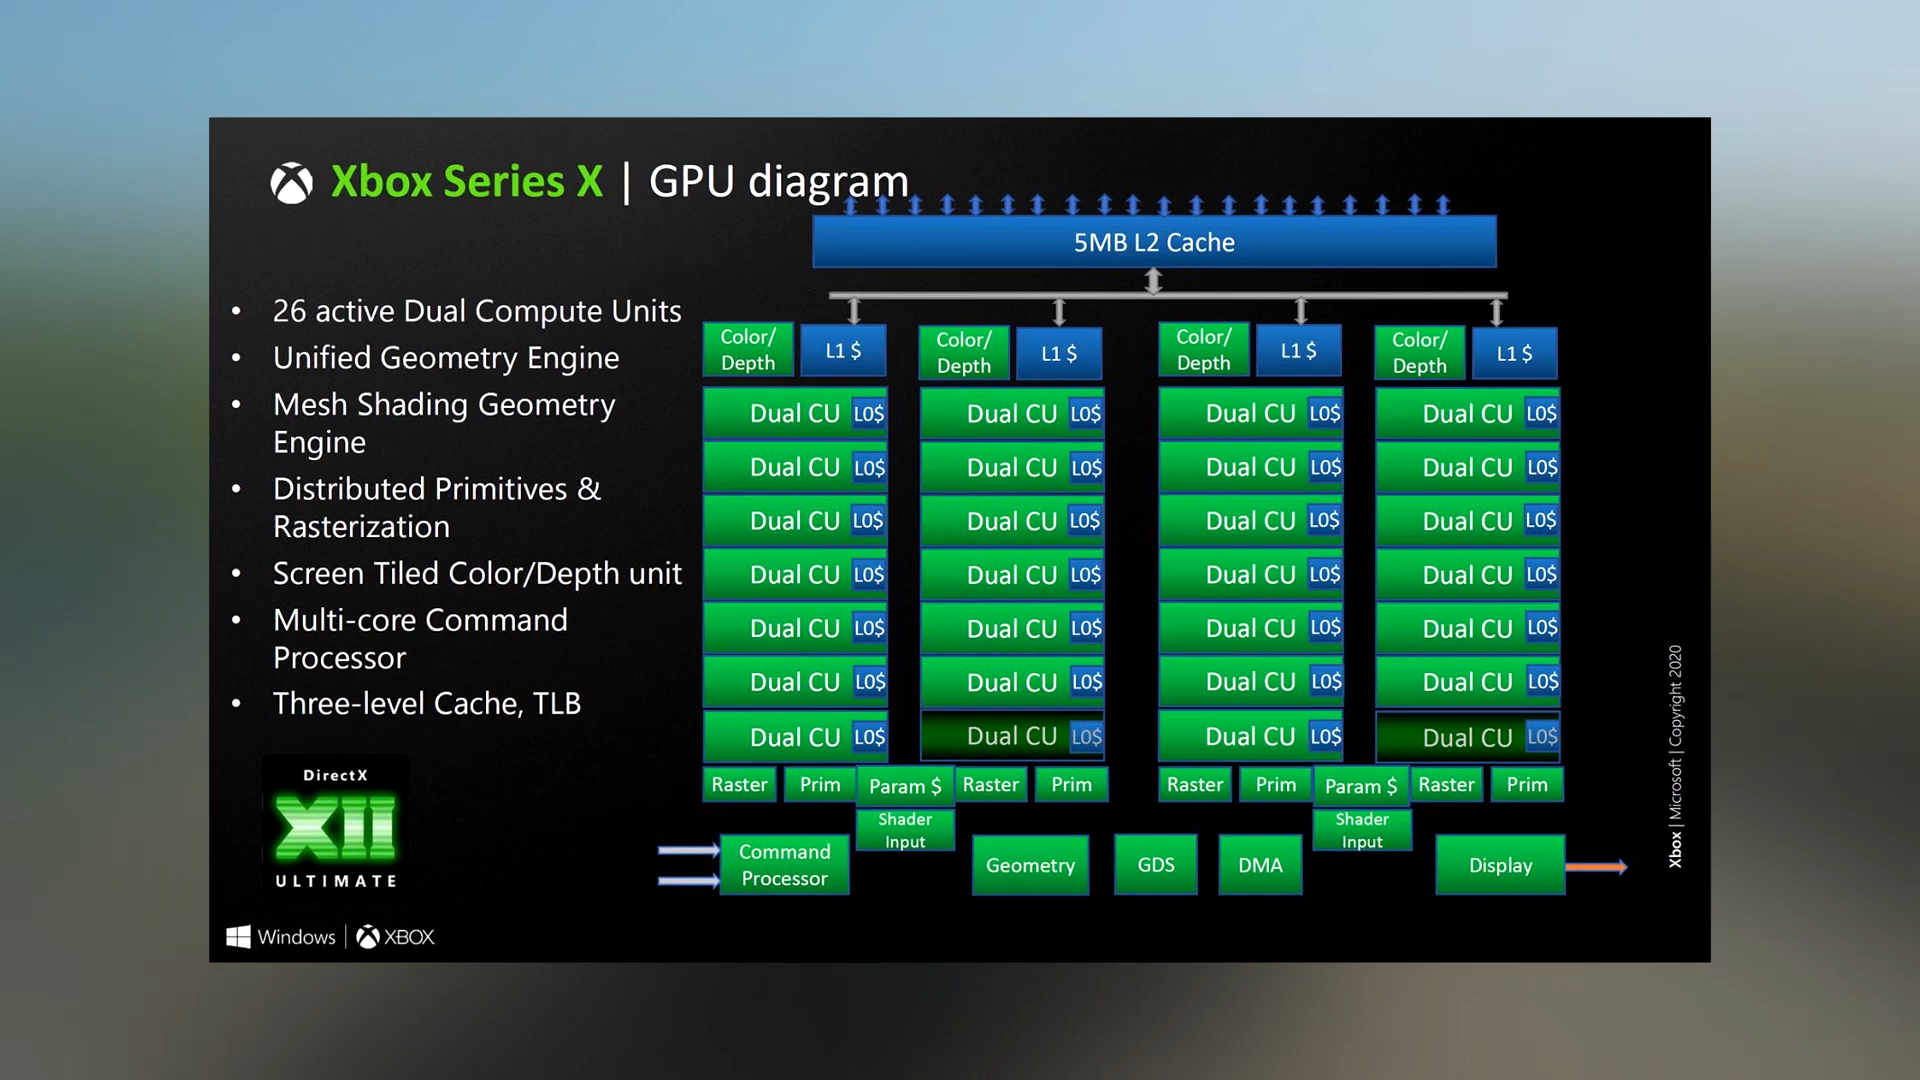 Xbox Series X | GPU diagram
5MB L2 Cache
• 26 active Dual Compute Units
• Unified Geometry Engine
• Mesh Shading Geometry
Engine
• Distributed Primitives &
Rasterization
• Screen Tiled Color/Depth unit
• Multi-core Command
Processor
• Three-level Cache, TLB
Color/
Depth
L1 $
Color/
Depth
L1 $
Color/
Depth
L1 $
Color/
Depth
L1 $
Dual CU L0$ Dual CU L0$ Dual CU L0$ Dual CU L0$
Dual CU L0$ Dual CU L0$ Dual CU L0$ Dual CU L0$
Dual CU L0$ Dual CU L0$ Dual CU L0$ Dual CU L0$
Dual CU L0$ Dual CU L0$ Dual CU L0$ Dual CU L0$
Dual CU L0$ Dual CU L0$ Dual CU L0$ Dual CU L0$
Dual CU L0$ Dual CU L0$ Dual CU L0$ Dual CU L0$
Dual CU L0$ Dual CU L0$ Dual CU L0$ Dual CU L0$
Raster Prim Param $ Raster Prim Raster Prim Param $ Raster Prim
Shader
Input
Shader
Input
Command
Processor
Geometry
GDS
DMA
Display
DirectX
XII
ULTIMATE
Windows | XBOX
Xbox | Microsoft | Copyright 2020